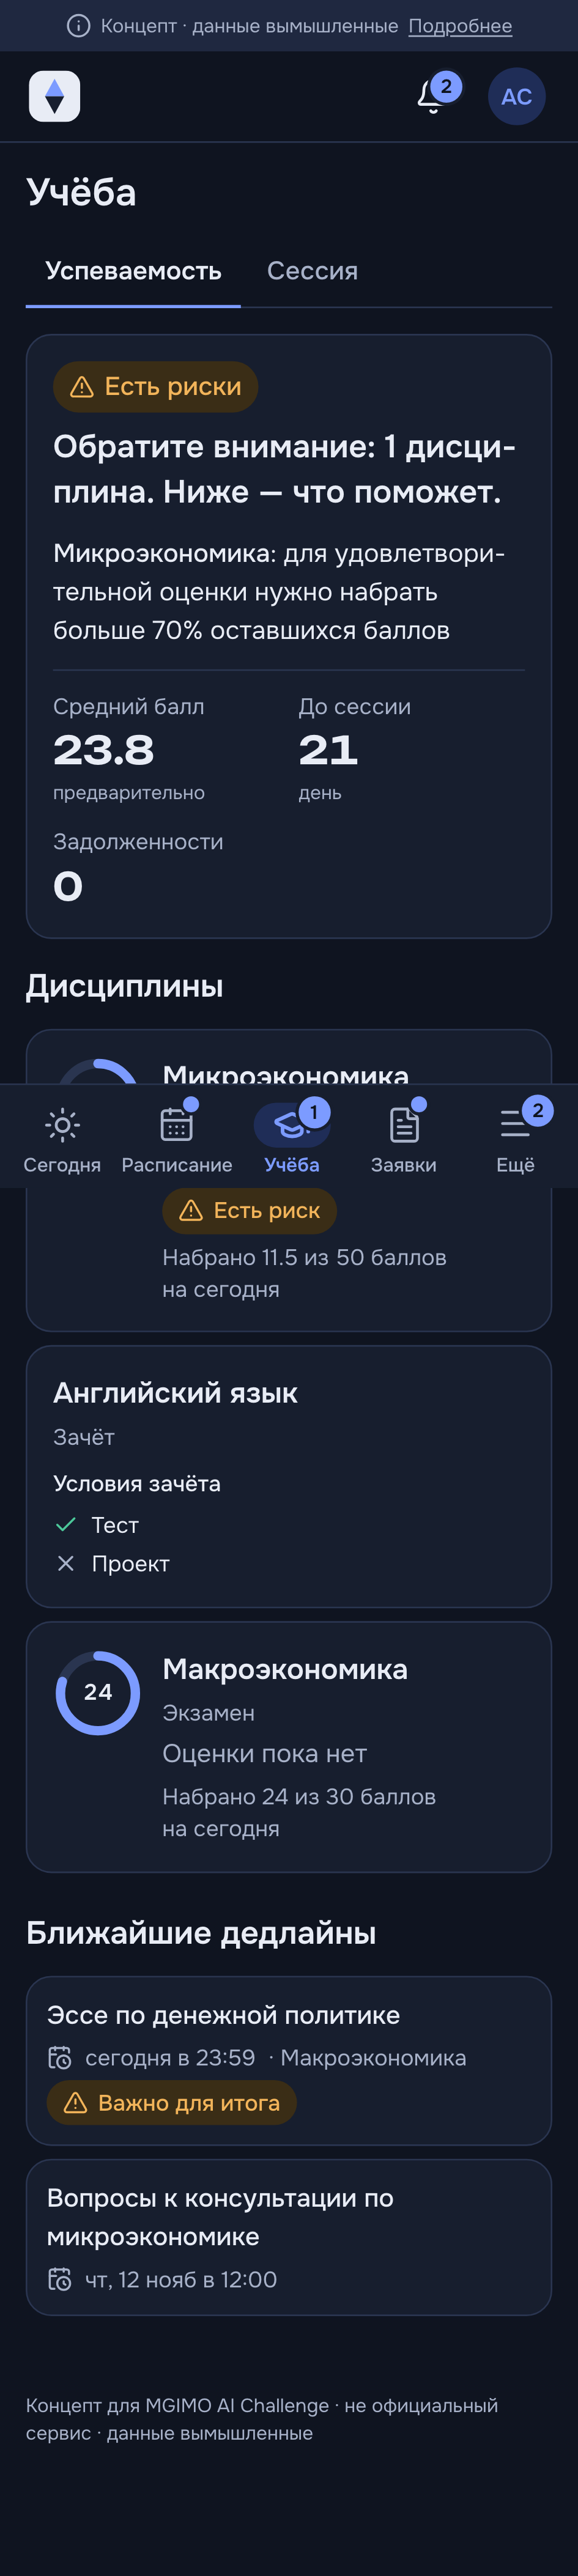 Концепт · данные вымышленные Подробнее
2
АС
Учёба
Успеваемость Сессия
Есть риски
Обратите внимание: 1 дисци-
плина. Ниже — что поможет.
Микроэкономика: для удовлетвори-
тельной оценки нужно набрать
больше 70% оставшихся баллов
Средний балл До сессии
23.8 21
предварительно день
Задолженности
0
Дисциплины
Микроэкономика
1 2
Сегодня Расписание Учёба Заявки Ещё
Есть риск
Набрано 11.5 из 50 баллов
на сегодня
Английский язык
Зачёт
Условия зачёта
Тест
Проект
24
Макроэкономика
Экзамен
Оценки пока нет
Набрано 24 из 30 баллов
на сегодня
Ближайшие дедлайны
Эссе по денежной политике
сегодня в 23:59 · Макроэкономика
Важно для итога
Вопросы к консультации по
микроэкономике
чт, 12 нояб в 12:00
Концепт для MGIMO AI Challenge · не официальный
сервис · данные вымышленные